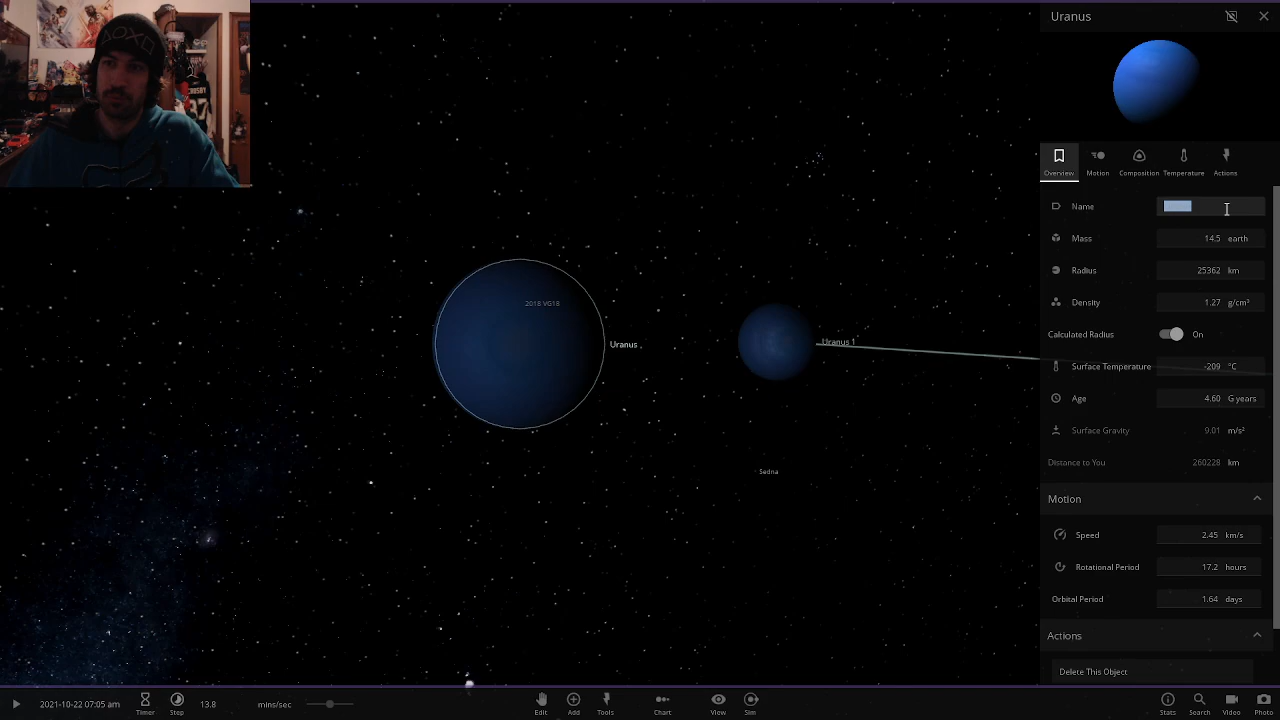 Uranus
Overview
Motion
Composition
Temperature
Actions
Name
Mass 14.5 earth
Radius 25362 km
Density 1.27 g/cm³
Calculated Radius On
Surface Temperature -209 °C
Age 4.60 G years
Surface Gravity 9.01 m/s²
Distance to You 260228 km
Motion
Speed 2.45 km/s
Rotational Period 17.2 hours
Orbital Period 1.64 days
Actions
Delete This Object
2018 VG18
Uranus
Uranus 1
Sedna
CROSBY
2021-10-22 07:05 am
Timer
Step
13.8 mins/sec
Edit
Add
Tools
Chart
View
Sim
Stats
Search
Video
Photo